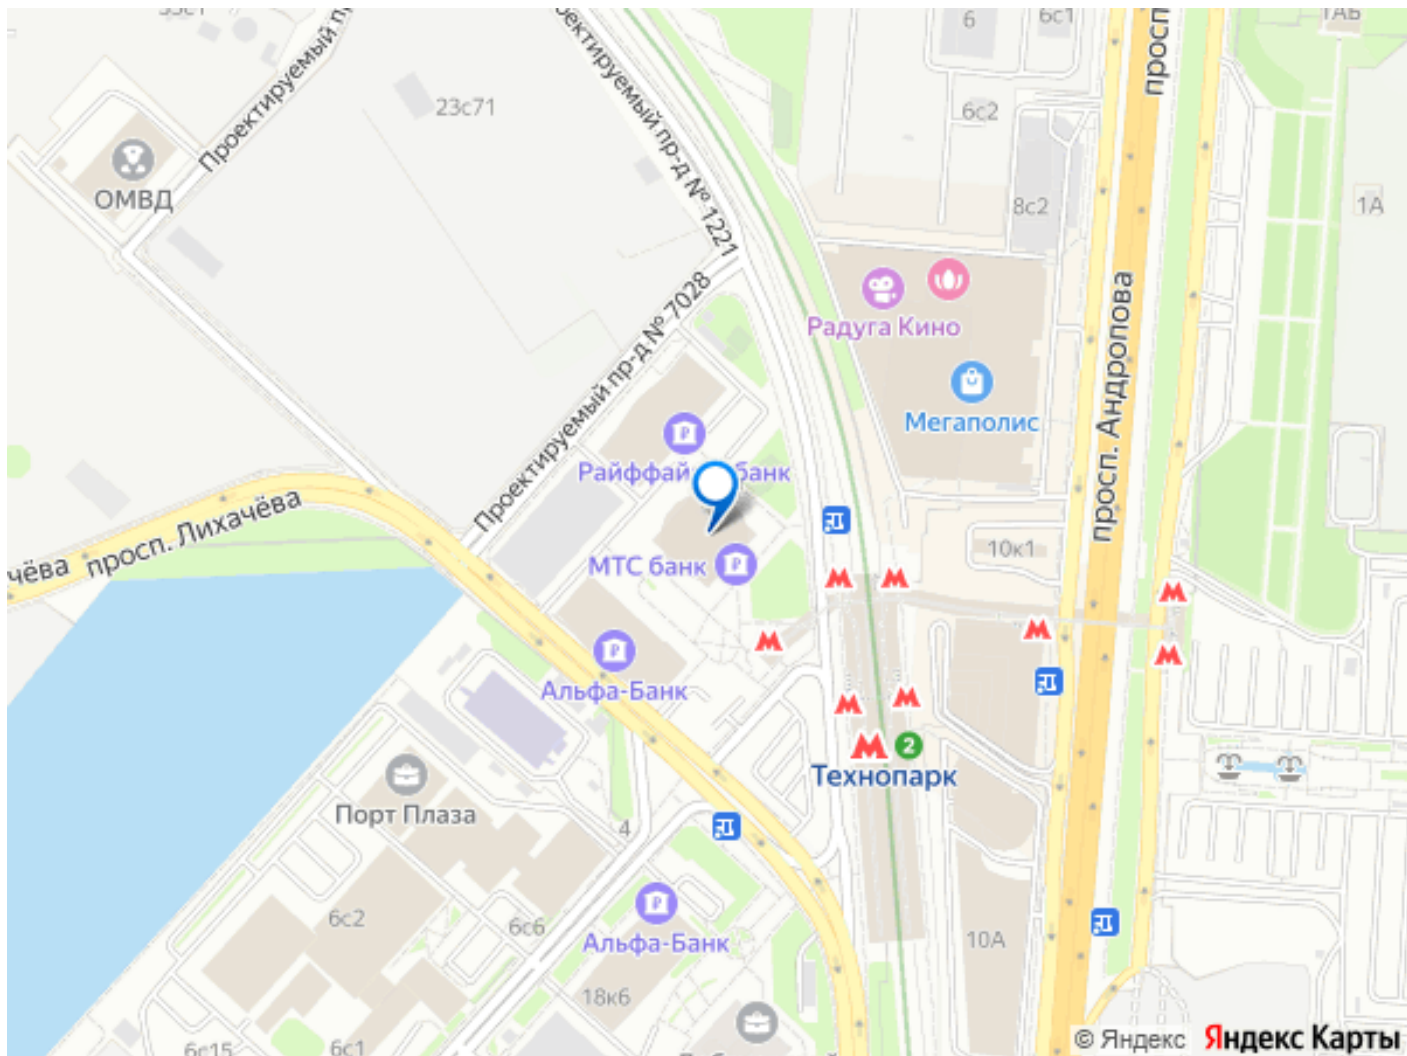 6
6с1
1АБ
просп.
Проектируемый пр-д № 1221
Проектируемый
23с71
6с2
ОМВД
8с2
1А
Проектируемый пр-д № 7028
Радуга Кино
Мегаполис
просп. Андропова
Райффай банк
просп. Лихачёва
10к1
МТС банк
Альфа-Банк
2
Технопарк
Порт Плаза
4
6с2
6с6
Альфа-Банк
10А
18к6
6с15
6с1
© Яндекс Яндекс Карты